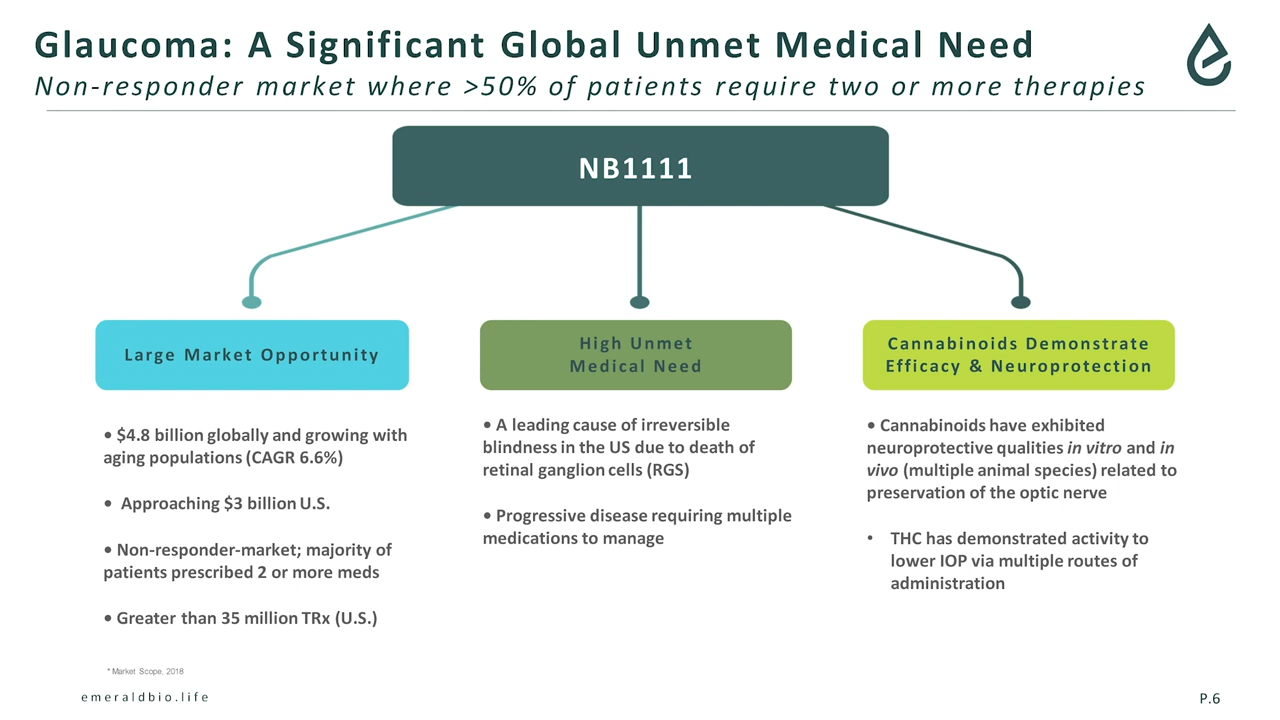 Glaucoma: A Significant Global Unmet Medical Need
Non-responder market where >50% of patients require two or more therapies
NB1111
Large Market Opportunity
• $4.8 billion globally and growing with
aging populations (CAGR 6.6%)
• Approaching $3 billion U.S.
• Non-responder-market; majority of
patients prescribed 2 or more meds
• Greater than 35 million TRx (U.S.)
High Unmet
Medical Need
• A leading cause of irreversible
blindness in the US due to death of
retinal ganglion cells (RGS)
• Progressive disease requiring multiple
medications to manage
Cannabinoids Demonstrate
Efficacy & Neuroprotection
• Cannabinoids have exhibited
neuroprotective qualities in vitro and in
vivo (multiple animal species) related to
preservation of the optic nerve
• THC has demonstrated activity to
lower IOP via multiple routes of
administration
* Market Scope, 2018
emeraldbio.life
P.6